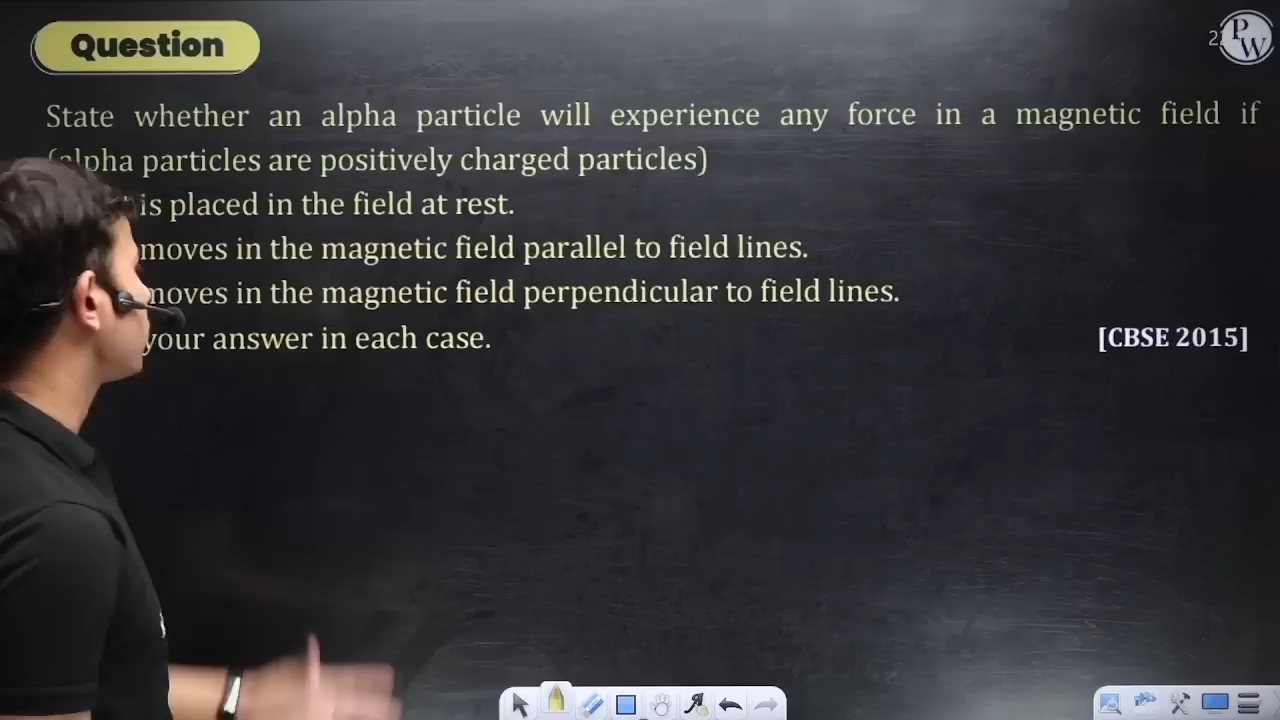 Question
PW
State whether an alpha particle will experience any force in a magnetic field if
alpha particles are positively charged particles)
is placed in the field at rest.
moves in the magnetic field parallel to field lines.
moves in the magnetic field perpendicular to field lines.
your answer in each case.
[CBSE 2015]